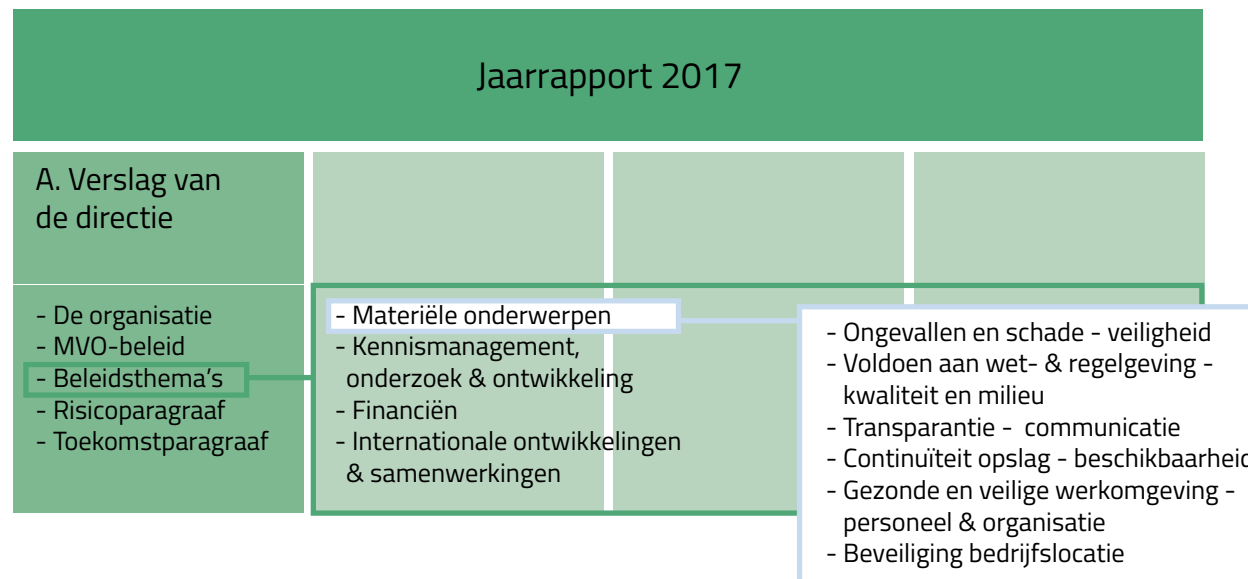 Jaarrapport 2017
A. Verslag van
de directie
- De organisatie
- MVO-beleid
- Beleidsthema's
- Risicoparagraaf
- Toekomstparagraaf
- Materiële onderwerpen
- Kennismanagement,
onderzoek & ontwikkeling
- Financiën
- Internationale ontwikkelingen
& samenwerkingen
- Ongevallen en schade - veiligheid
- Voldoen aan wet- & regelgeving -
kwaliteit en milieu
- Transparantie - communicatie
- Continuïteit opslag - beschikbaarheid
- Gezonde en veilige werkomgeving -
personeel & organisatie
- Beveiliging bedrijfslocatie